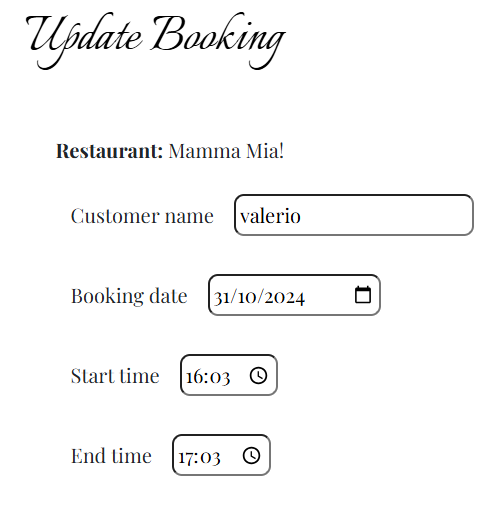 Update Booking
Restaurant: Mamma Mia!
Customer name valerio
Booking date 31/10/2024
Start time 16:03
End time 17:03